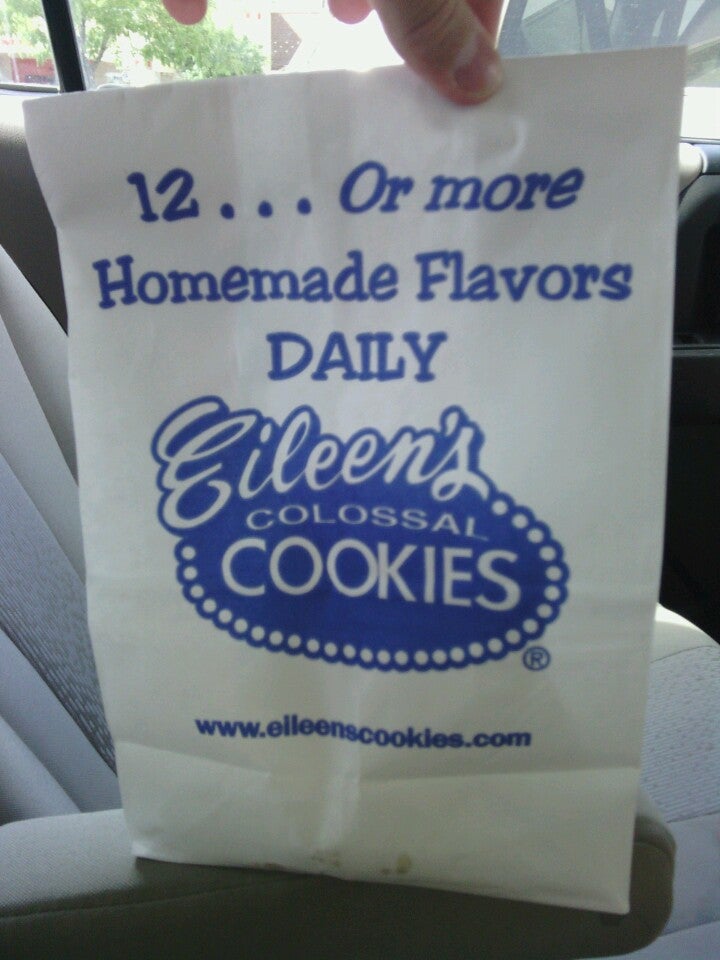 12 . . . Or more
Homemade Flavors
DAILY
Eileen's
COLOSSAL
COOKIES
®
www.eileenscookies.com